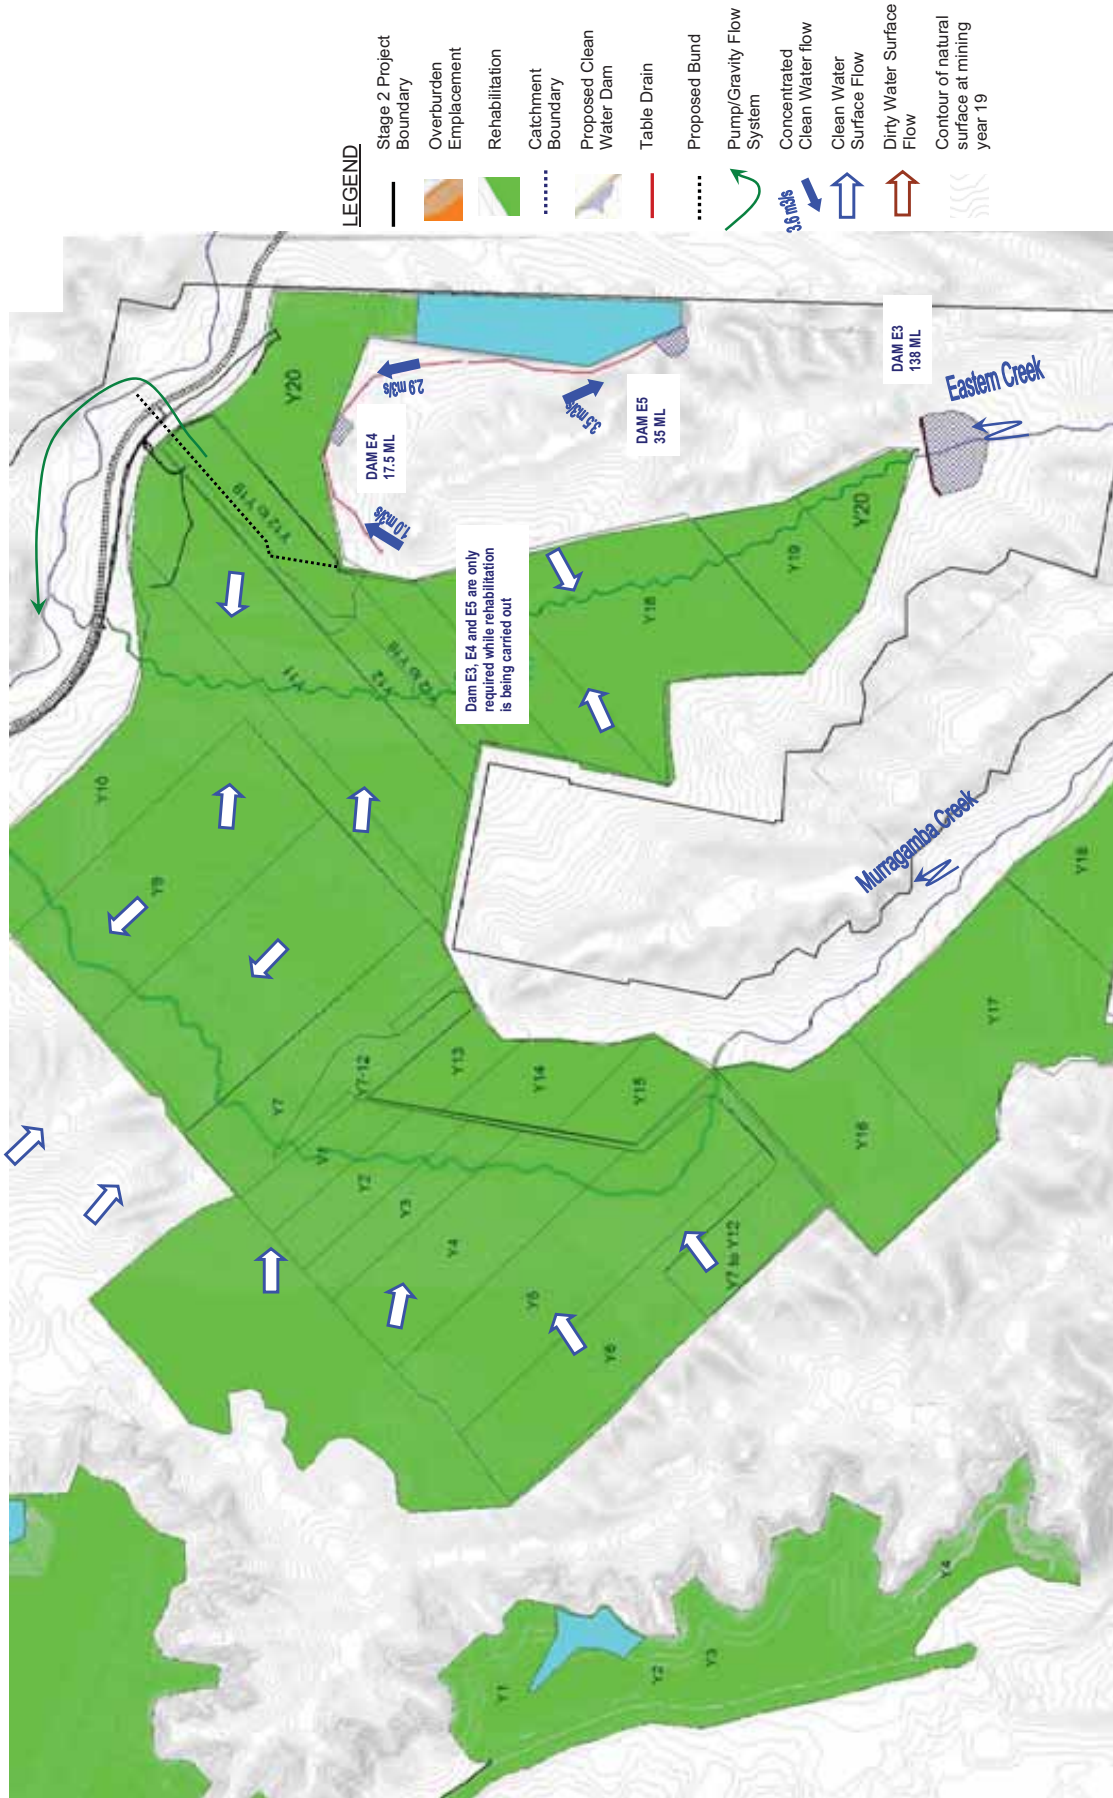 LEGEND
Stage 2 Project
Boundary
Overburden
Emplacement
Rehabilitation
Catchment
Boundary
Proposed Clean
Water Dam
Table Drain
Proposed Bund
Pump/Gravity Flow
System
3.6 m3/s
Concentrated
Clean Water flow
Clean Water
Surface Flow
Dirty Water Surface
Flow
Contour of natural
surface at mining
year 19
Y20
Y12 to Y19
2.9 m3/s
DAM E4
17.5 ML
1.0 m3/s
3.5 m3/s
DAM E5
35 ML
DAM E3
138 ML
Eastern Creek
Dam E3, E4 and E5 are only
required while rehabilitation
is being carried out
Y20
Y19
Y18
Y11
Y12
Y10
Y9
Murragamba Creek
Y18
Y17
Y16
Y7
Y7-12
Y13
Y14
Y15
Y1
Y2
Y3
Y4
Y5
Y6
Y7 to Y12
Y1
Y2
Y3
Y4